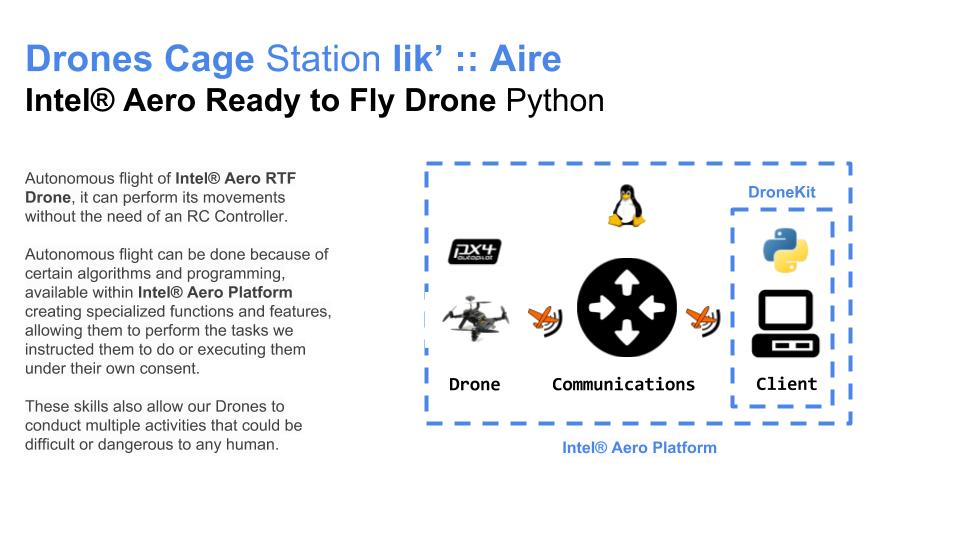 Drones Cage Station lik’ :: Aire
Intel® Aero Ready to Fly Drone Python
Autonomous flight of Intel® Aero RTF
Drone, it can perform its movements
without the need of an RC Controller.
Autonomous flight can be done because of
certain algorithms and programming,
available within Intel® Aero Platform
creating specialized functions and features,
allowing them to perform the tasks we
instructed them to do or executing them
under their own consent.
These skills also allow our Drones to
conduct multiple activities that could be
difficult or dangerous to any human.
DroneKit
px4
autopilot
Drone
Communications
Client
Intel® Aero Platform